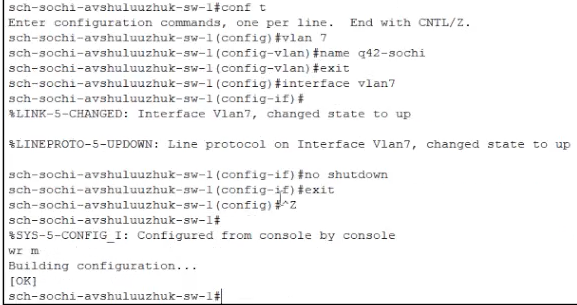 sch-sochi-avshuluuzhuk-sw-1#conf t
Enter configuration commands, one per line.  End with CNTL/Z.
sch-sochi-avshuluuzhuk-sw-1(config)#vlan 7
sch-sochi-avshuluuzhuk-sw-1(config-vlan)#name q42-sochi
sch-sochi-avshuluuzhuk-sw-1(config-vlan)#exit
sch-sochi-avshuluuzhuk-sw-1(config)#interface vlan7
sch-sochi-avshuluuzhuk-sw-1(config-if)#
%LINK-5-CHANGED: Interface Vlan7, changed state to up
%LINEPROTO-5-UPDOWN: Line protocol on Interface Vlan7, changed state to up
sch-sochi-avshuluuzhuk-sw-1(config-if)#no shutdown
sch-sochi-avshuluuzhuk-sw-1(config-if)#exit
sch-sochi-avshuluuzhuk-sw-1(config)#^Z
sch-sochi-avshuluuzhuk-sw-1#
%SYS-5-CONFIG_I: Configured from console by console
wr m
Building configuration...
[OK]
sch-sochi-avshuluuzhuk-sw-1#